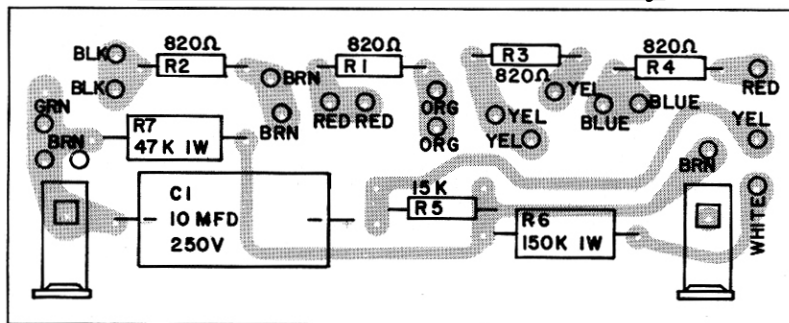 BLK
820Ω
R2
BRN
820Ω
R1
R3
820Ω
820Ω
R4
RED
BLK
GRN
BRN
BRN
RED
RED
ORG
ORG
YEL
YEL
YEL
BLUE
BLUE
YEL
BRN
R7
47K 1W
C1
10 MFD
250V
15K
R5
R6
150K 1W
WHITE